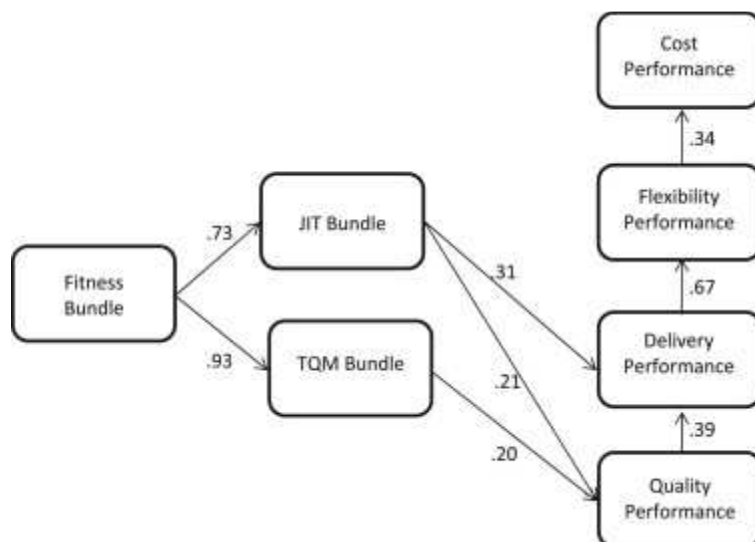 Cost
Performance
.34
Flexibility
Performance
JIT Bundle
.73
Fitness
Bundle
.31
.67
Delivery
Performance
.93
TQM Bundle
.21
.39
.20
Quality
Performance